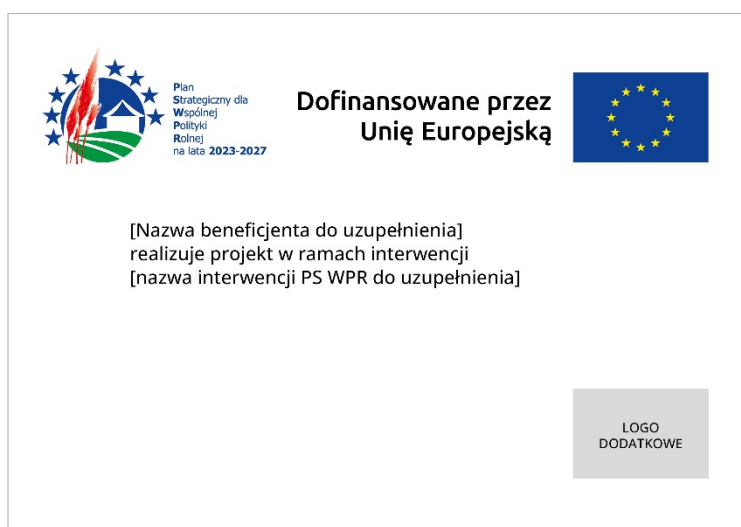 Plan
Strategiczny dla
Wspólnej
Polityki
Rolnej
na lata 2023-2027
Dofinansowane przez
Unię Europejską
[Nazwa beneficjenta do uzupełnienia]
realizuje projekt w ramach interwencji
[nazwa interwencji PS WPR do uzupełnienia]
LOGO
DODATKOWE